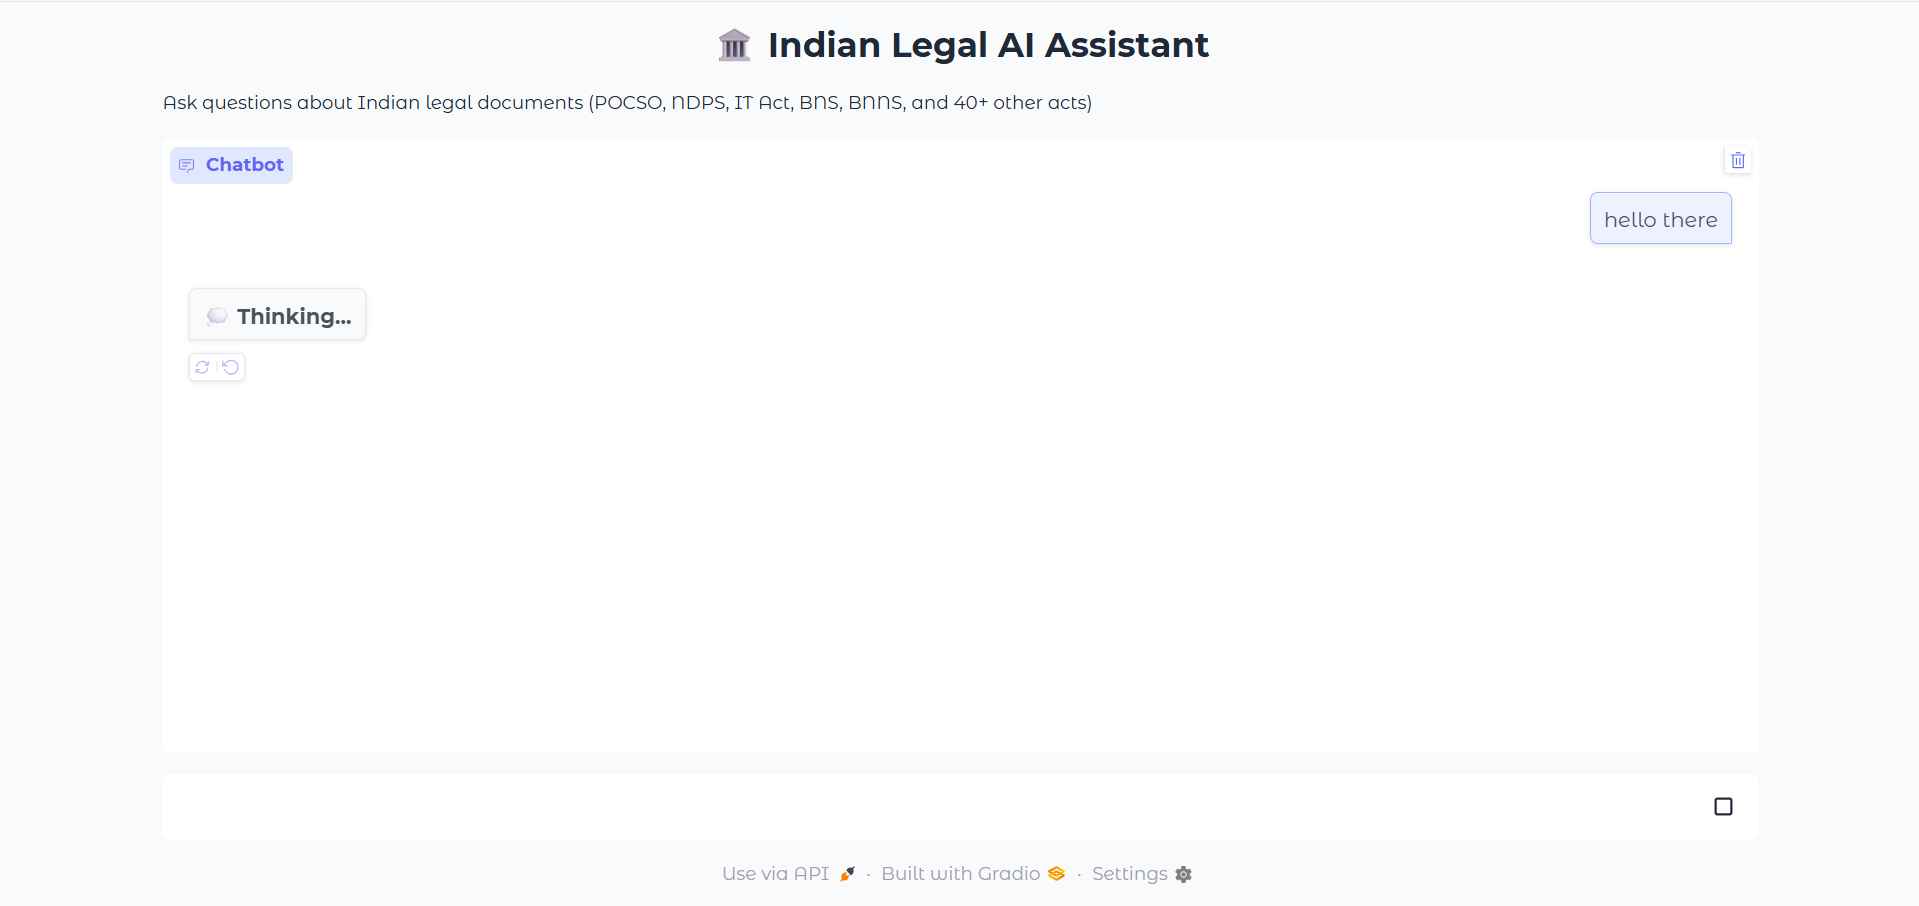 Indian Legal AI Assistant
Ask questions about Indian legal documents (POCSO, NDPS, IT Act, BNS, BNNS, and 40+ other acts)
Chatbot
hello there
Thinking...
Use via API · Built with Gradio · Settings